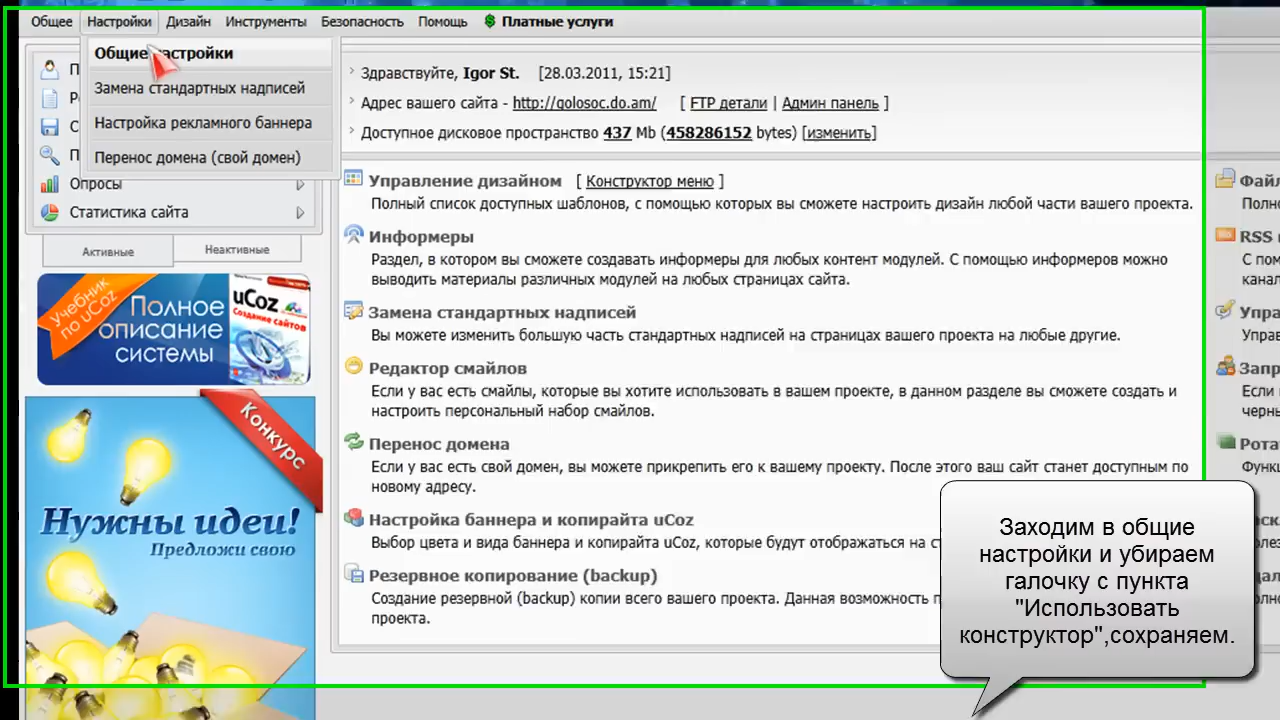 Общее Настройки Дизайн Инструменты Безопасность Помощь Платные услуги
Общие настройки
Замена стандартных надписей
Настройка рекламного баннера
Перенос домена (свой домен)
Опросы
Статистика сайта
Активные Неактивные
Учебник
по uCoz
Полное
описание
системы
uCoz
Создание сайтов
Конкурс
Нужны идеи!
Предложи свою
Здравствуйте, Igor St. [28.03.2011, 15:21]
Адрес вашего сайта - http://golosoc.do.am/ [ FTP детали | Админ панель ]
Доступное дисковое пространство 437 Mb (458286152 bytes) [изменить]
Управление дизайном [ Конструктор меню ]
Полный список доступных шаблонов, с помощью которых вы сможете настроить дизайн любой части вашего проекта.
Информеры
Раздел, в котором вы сможете создавать информеры для любых контент модулей. С помощью информеров можно
выводить материалы различных модулей на любых страницах сайта.
Замена стандартных надписей
Вы можете изменить большую часть стандартных надписей на страницах вашего проекта на любые другие.
Редактор смайлов
Если у вас есть смайлы, которые вы хотите использовать в вашем проекте, в данном разделе вы сможете создать и
настроить персональный набор смайлов.
Перенос домена
Если у вас есть свой домен, вы можете прикрепить его к вашему проекту. После этого ваш сайт станет доступным по
новому адресу.
Настройка баннера и копирайта uCoz
Выбор цвета и вида баннера и копирайта uCoz, которые будут отображаться на
Резервное копирование (backup)
Создание резервной (backup) копии всего вашего проекта. Данная возможность
проекта.
RSS
Заходим в общие
настройки и убираем
галочку с пункта
"Использовать
конструктор",сохраняем.